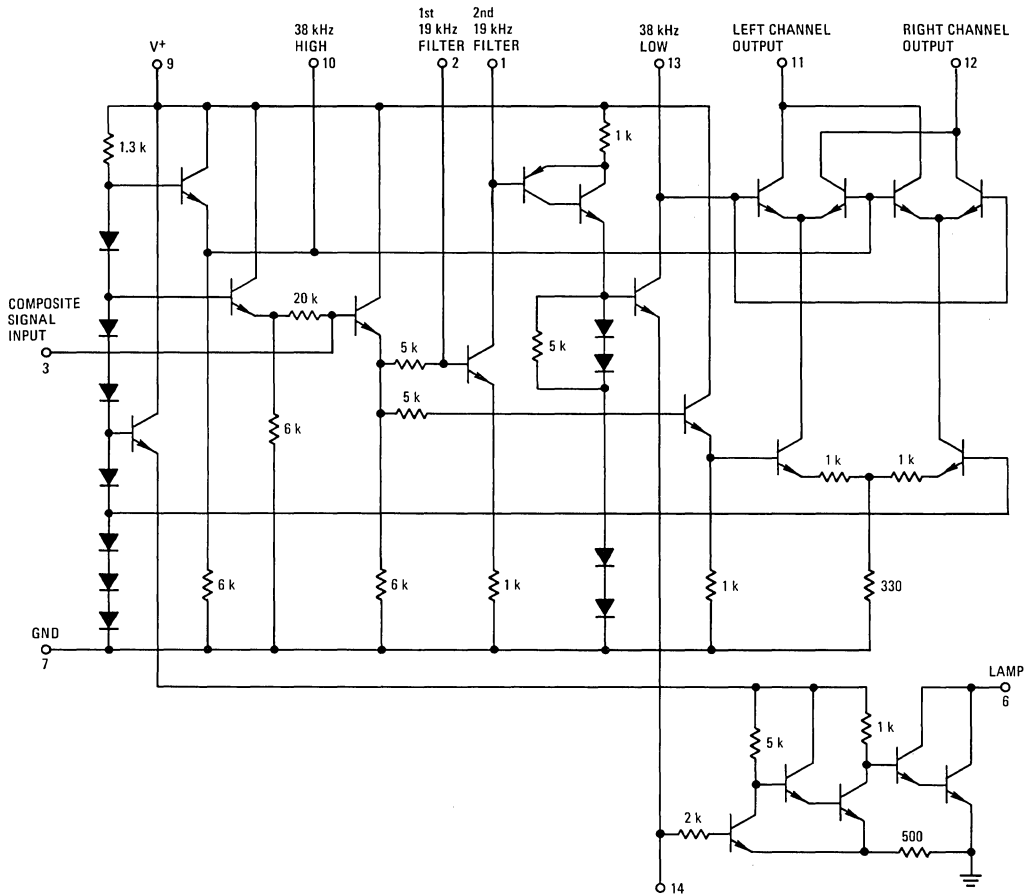 1st
2nd
38 kHz
19 kHz
19 kHz
38 kHz
LEFT CHANNEL
RIGHT CHANNEL
V+
HIGH
FILTER
FILTER
LOW
OUTPUT
OUTPUT
9
10
2
1
13
11
12
1.3 k
1 k
COMPOSITE
SIGNAL
INPUT
3
20 k
5 k
5 k
5 k
6 k
1 k
1 k
6 k
6 k
1 k
1 k
330
GND
7
LAMP
6
5 k
1 k
2 k
500
14